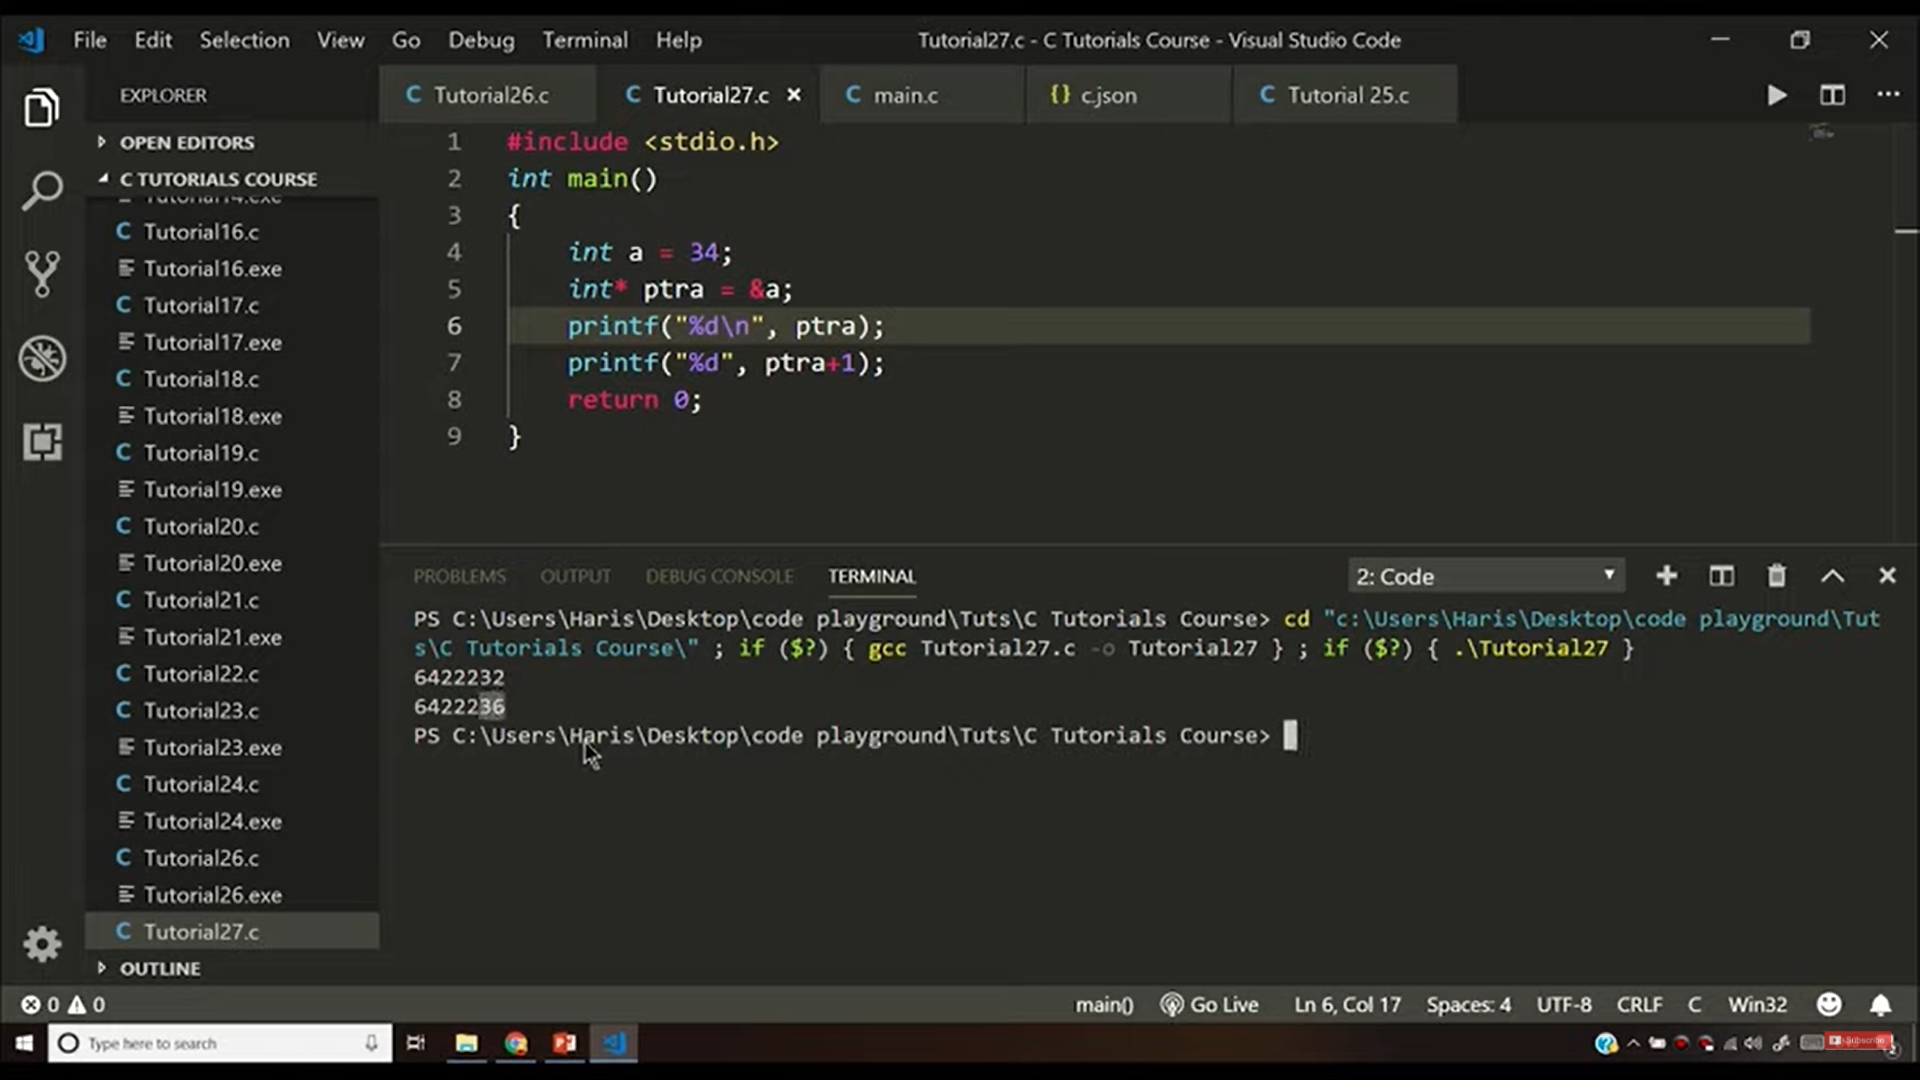 File Edit Selection View Go Debug Terminal Help
Tutorial27.c - C Tutorials Course - Visual Studio Code
EXPLORER
Tutorial26.c
Tutorial27.c
main.c
{} c.json
Tutorial 25.c
OPEN EDITORS
C TUTORIALS COURSE
Tutorial14.exe
Tutorial16.c
Tutorial16.exe
Tutorial17.c
Tutorial17.exe
Tutorial18.c
Tutorial18.exe
Tutorial19.c
Tutorial19.exe
Tutorial20.c
Tutorial20.exe
Tutorial21.c
Tutorial21.exe
Tutorial22.c
Tutorial23.c
Tutorial23.exe
Tutorial24.c
Tutorial24.exe
Tutorial26.c
Tutorial26.exe
Tutorial27.c
OUTLINE
1 #include <stdio.h>
2 int main()
3 {
4 int a = 34;
5 int* ptra = &a;
6 printf("%d\n", ptra);
7 printf("%d", ptra+1);
8 return 0;
9 }
PROBLEMS OUTPUT DEBUG CONSOLE TERMINAL
2: Code
PS C:\Users\Haris\Desktop\code playground\Tuts\C Tutorials Course> cd "c:\Users\Haris\Desktop\code playground\Tut
s\C Tutorials Course\" ; if ($?) { gcc Tutorial27.c -o Tutorial27 } ; if ($?) { .\Tutorial27 }
6422232
6422236
PS C:\Users\Haris\Desktop\code playground\Tuts\C Tutorials Course>
0 0
main() Go Live Ln 6, Col 17 Spaces: 4 UTF-8 CRLF C Win32
Type here to search
Subscribe